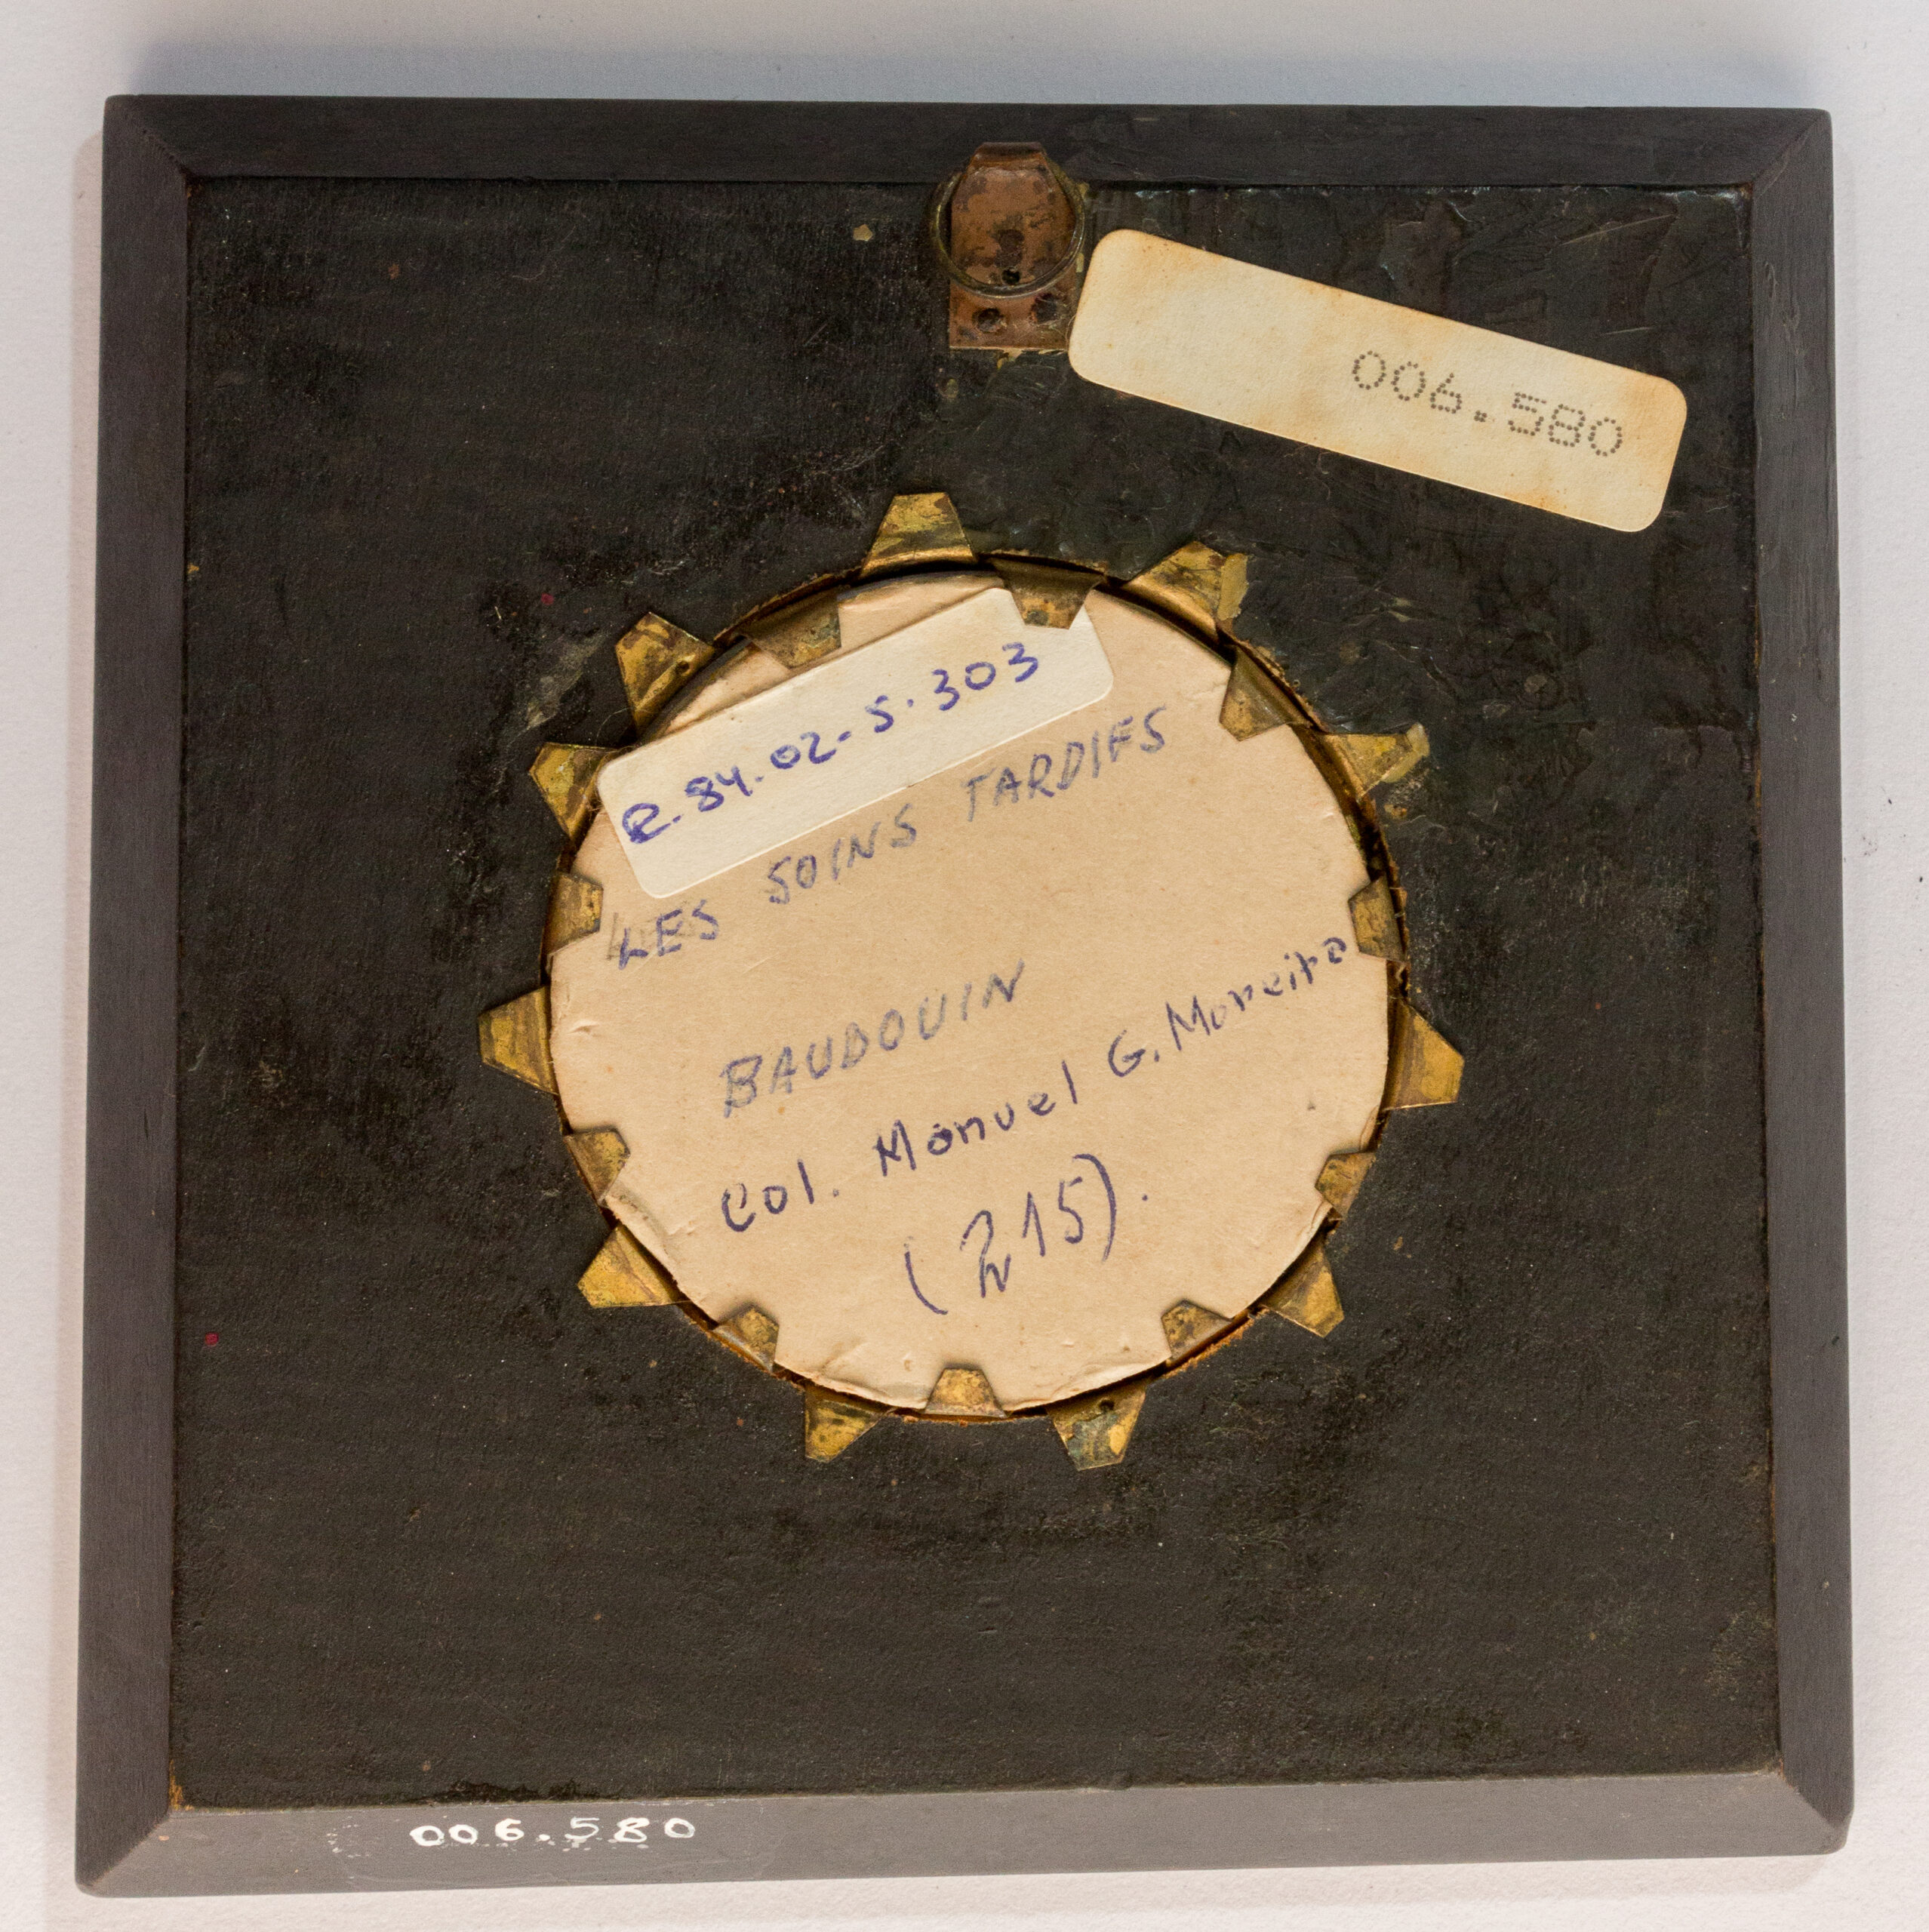 006.580
R.84.02-S.303
LES SOINS TARDIFS
BAUDOUIN
Col. Manuel G. Moreira
(215).
006.580